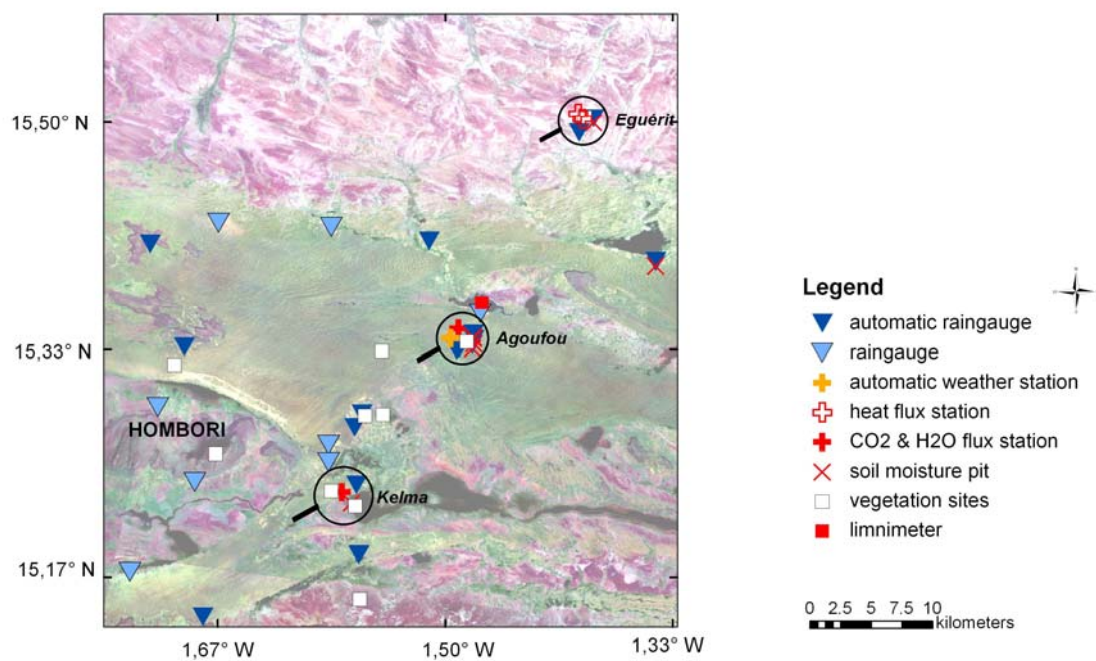 15,50° N
Eguérit
Agoufou
15,33° N
HOMBORI
Kelma
15,17° N
1,67° W
1,50° W
1,33° W
Legend
automatic raingauge
raingauge
automatic weather station
heat flux station
CO2 & H2O flux station
soil moisture pit
vegetation sites
limnimeter
0 2.5 5 7.5 10
kilometers